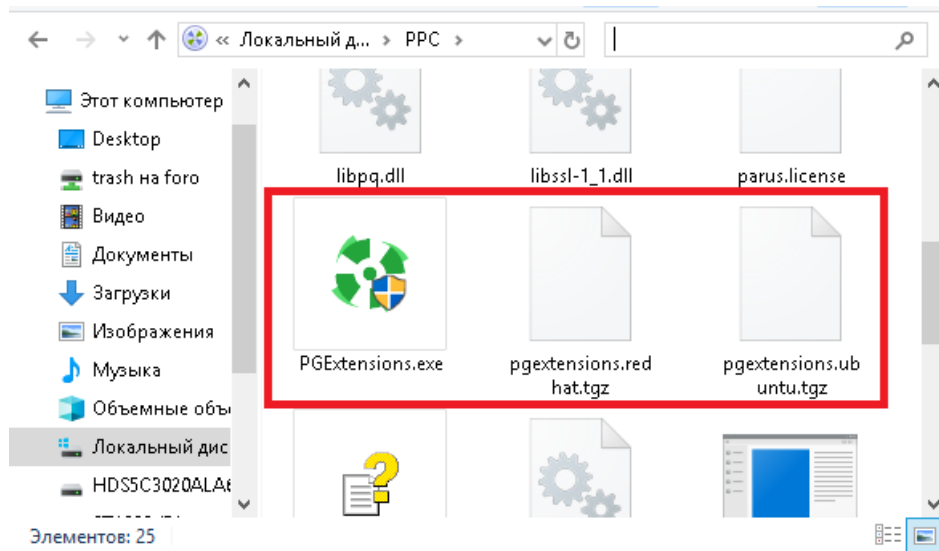 « Локальный д... › PPC ›
Этот компьютер
Desktop
trash на foro
Видео
Документы
Загрузки
Изображения
Музыка
Объемные объ
Локальный дис
HDS5C3020ALA6
libpq.dll
libssl-1_1.dll
parus.license
PGExtensions.exe
pgextensions.red
hat.tgz
pgextensions.ub
untu.tgz
Элементов: 25